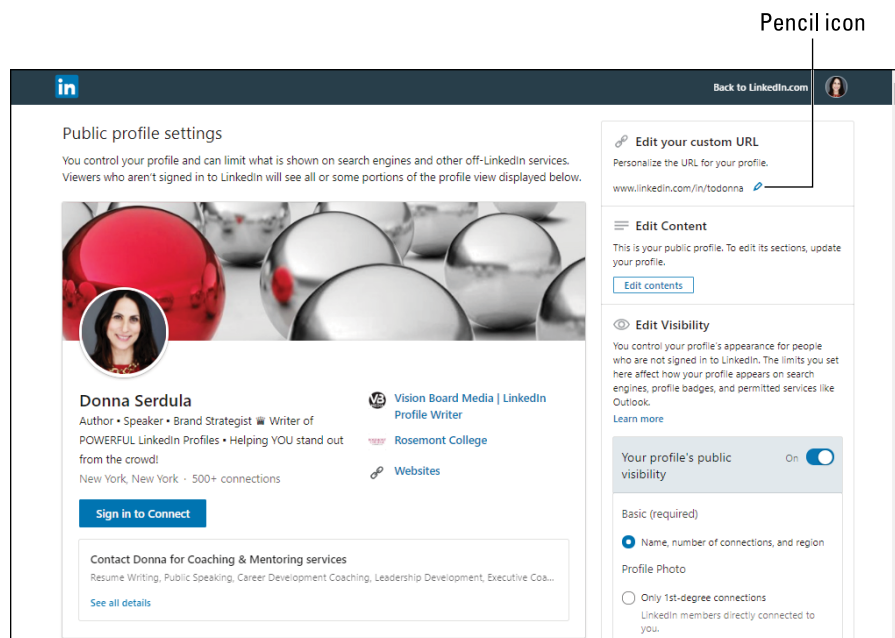 Pencil icon
in
Back to LinkedIn.com
Public profile settings
You control your profile and can limit what is shown on search engines and other off-LinkedIn services.
Viewers who aren't signed in to LinkedIn will see all or some portions of the profile view displayed below.
Donna Serdula
Author • Speaker • Brand Strategist ♛ Writer of
POWERFUL LinkedIn Profiles • Helping YOU stand out
from the crowd!
New York, New York · 500+ connections
Sign in to Connect
VB
Vision Board Media | LinkedIn
Profile Writer
Rosemont College
Websites
Contact Donna for Coaching & Mentoring services
Resume Writing, Public Speaking, Career Development Coaching, Leadership Development, Executive Coa...
See all details
Edit your custom URL
Personalize the URL for your profile.
www.linkedin.com/in/todonna
Edit Content
This is your public profile. To edit its sections, update
your profile.
Edit contents
Edit Visibility
You control your profile's appearance for people
who are not signed in to LinkedIn. The limits you set
here affect how your profile appears on search
engines, profile badges, and permitted services like
Outlook.
Learn more
Your profile's public
visibility
On
Basic (required)
Name, number of connections, and region
Profile Photo
Only 1st-degree connections
LinkedIn members directly connected to
you.